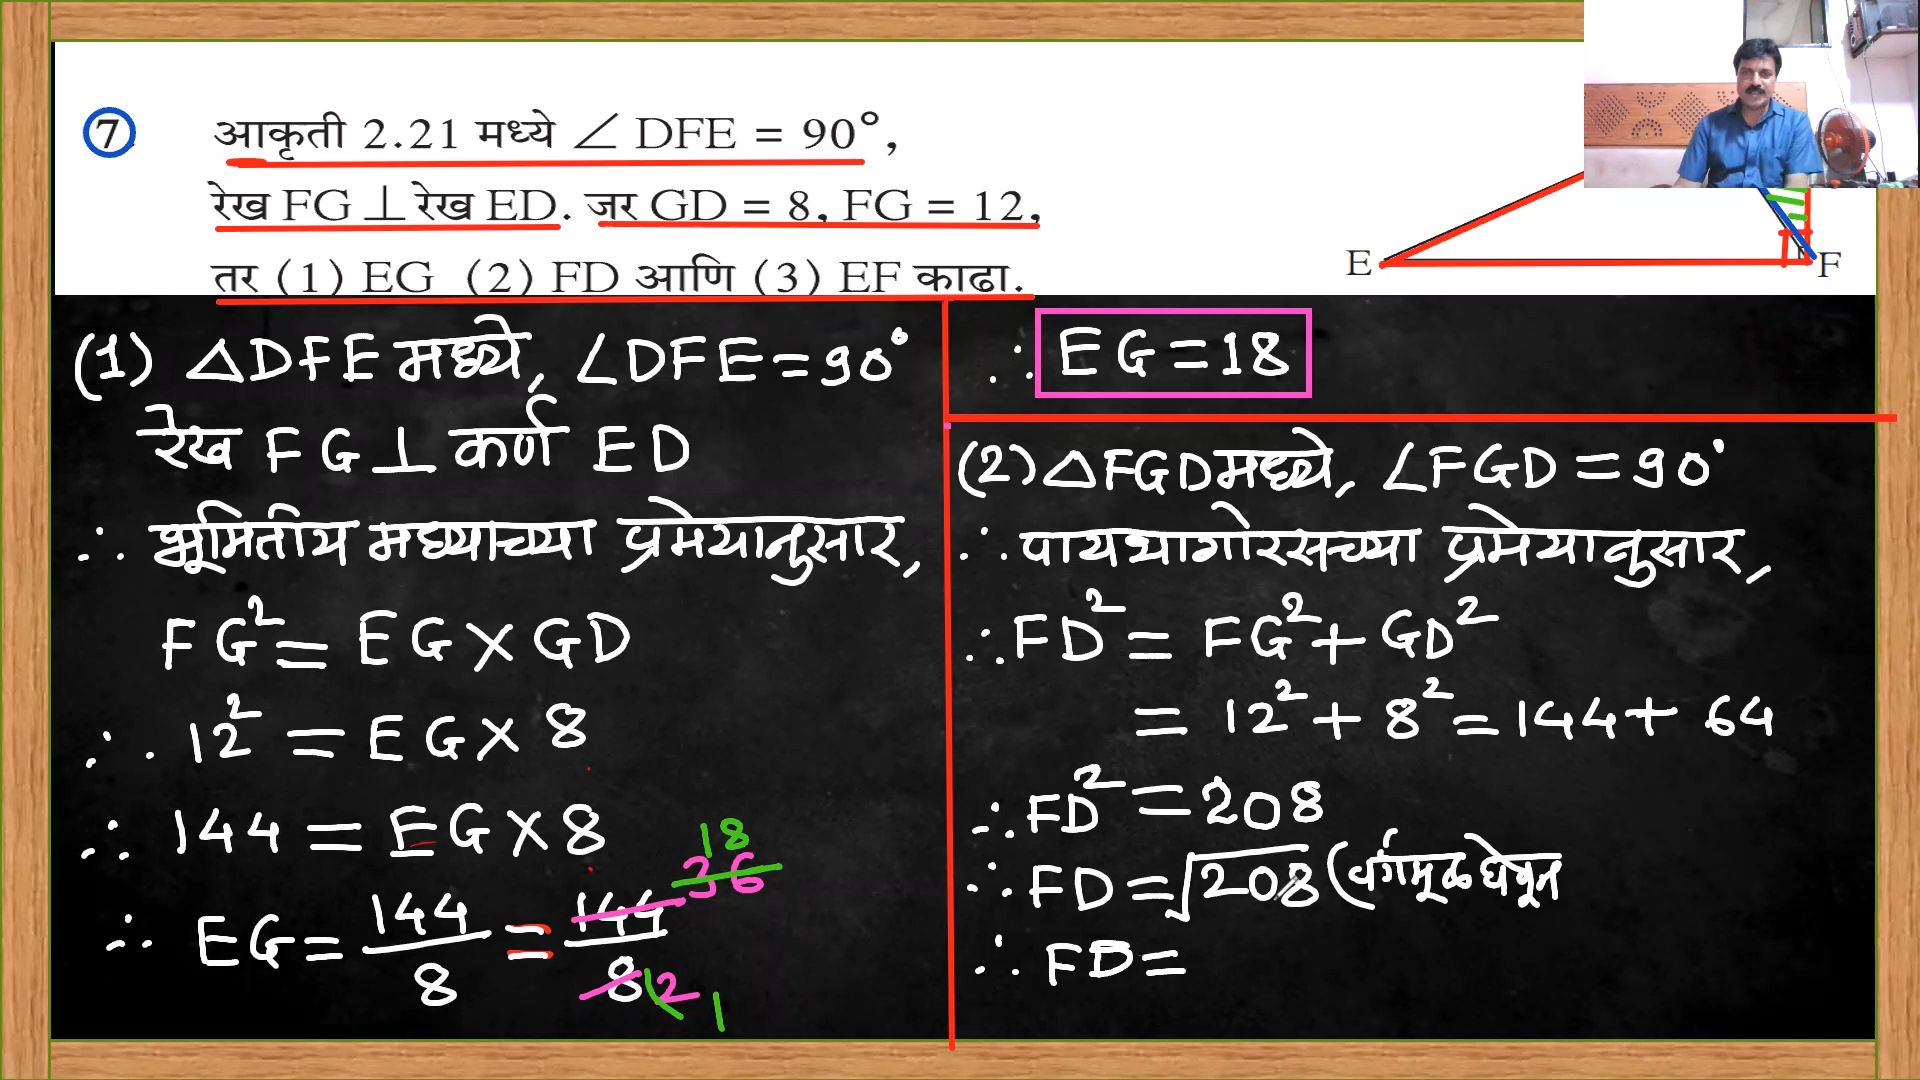 7
आकृती 2.21 मध्ये ∠ DFE = 90°,
रेख FG ⊥ रेख ED. जर GD = 8, FG = 12,
तर (1) EG (2) FD आणि (3) EF काढा.
E
F
(1) △DFE मध्ये, ∠DFE = 90°
रेख FG ⊥ कर्ण ED
∴ भूमितीय मध्याच्या प्रमेयानुसार,
FG² = EG × GD
∴ 12² = EG × 8
∴ 144 = EG × 8
18
36
∴ EG = 144/8 = 144/8
2
1
∴ EG = 18
(2) △FGD मध्ये, ∠FGD = 90°
∴ पायथागोरसच्या प्रमेयानुसार,
∴ FD² = FG² + GD²
= 12² + 8² = 144 + 64
∴ FD² = 208
∴ FD = √208 (वर्गमूळ घेवून
∴ FD =